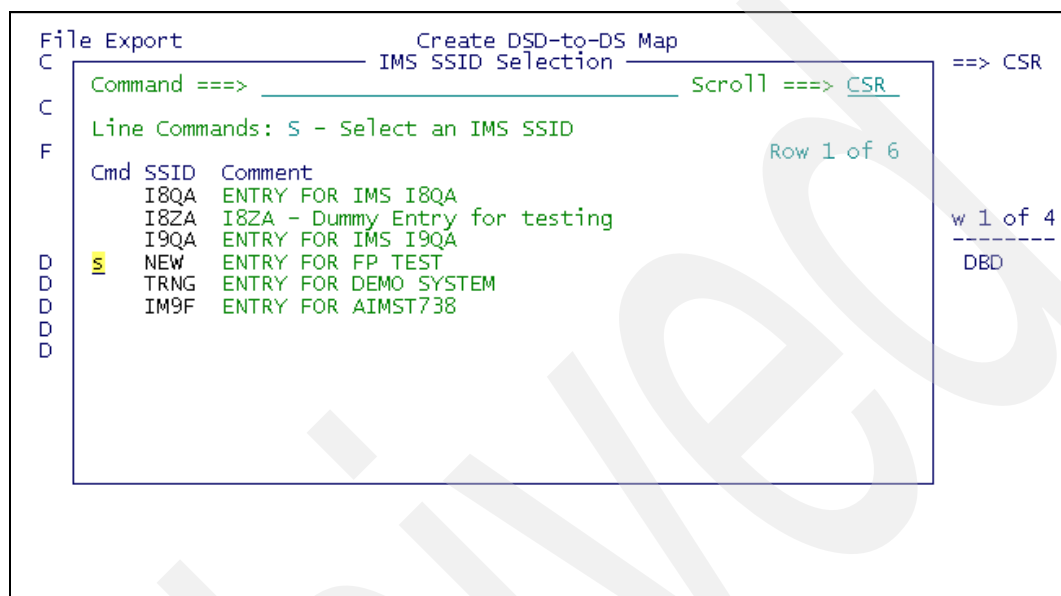 File Export Create DSD-to-DS Map
C IMS SSID Selection ==> CSR
Command ===> Scroll ===> CSR
C
Line Commands: S - Select an IMS SSID
F Row 1 of 6
Cmd SSID Comment
I8QA ENTRY FOR IMS I8QA
I8ZA I8ZA - Dummy Entry for testing w 1 of 4
I9QA ENTRY FOR IMS I9QA --------
D s NEW ENTRY FOR FP TEST DBD
D TRNG ENTRY FOR DEMO SYSTEM
D IM9F ENTRY FOR AIMST738
D
D